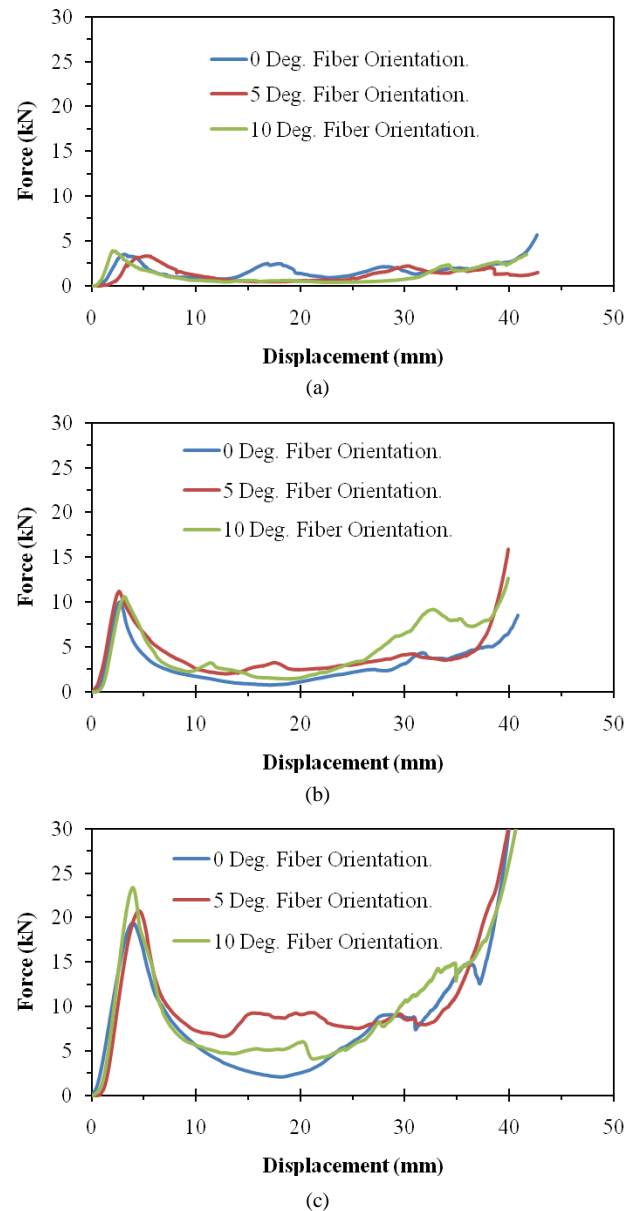 30
25
20
15
10
5
0
Force (kN)
0 Deg. Fiber Orientation.
5 Deg. Fiber Orientation.
10 Deg. Fiber Orientation.
0 10 20 30 40 50
Displacement (mm)
(a)
30
25
20
15
10
5
0
Force (kN)
0 Deg. Fiber Orientation.
5 Deg. Fiber Orientation.
10 Deg. Fiber Orientation.
0 10 20 30 40 50
Displacement (mm)
(b)
30
25
20
15
10
5
0
Force (kN)
0 Deg. Fiber Orientation.
5 Deg. Fiber Orientation.
10 Deg. Fiber Orientation.
0 10 20 30 40 50
Displacement (mm)
(c)